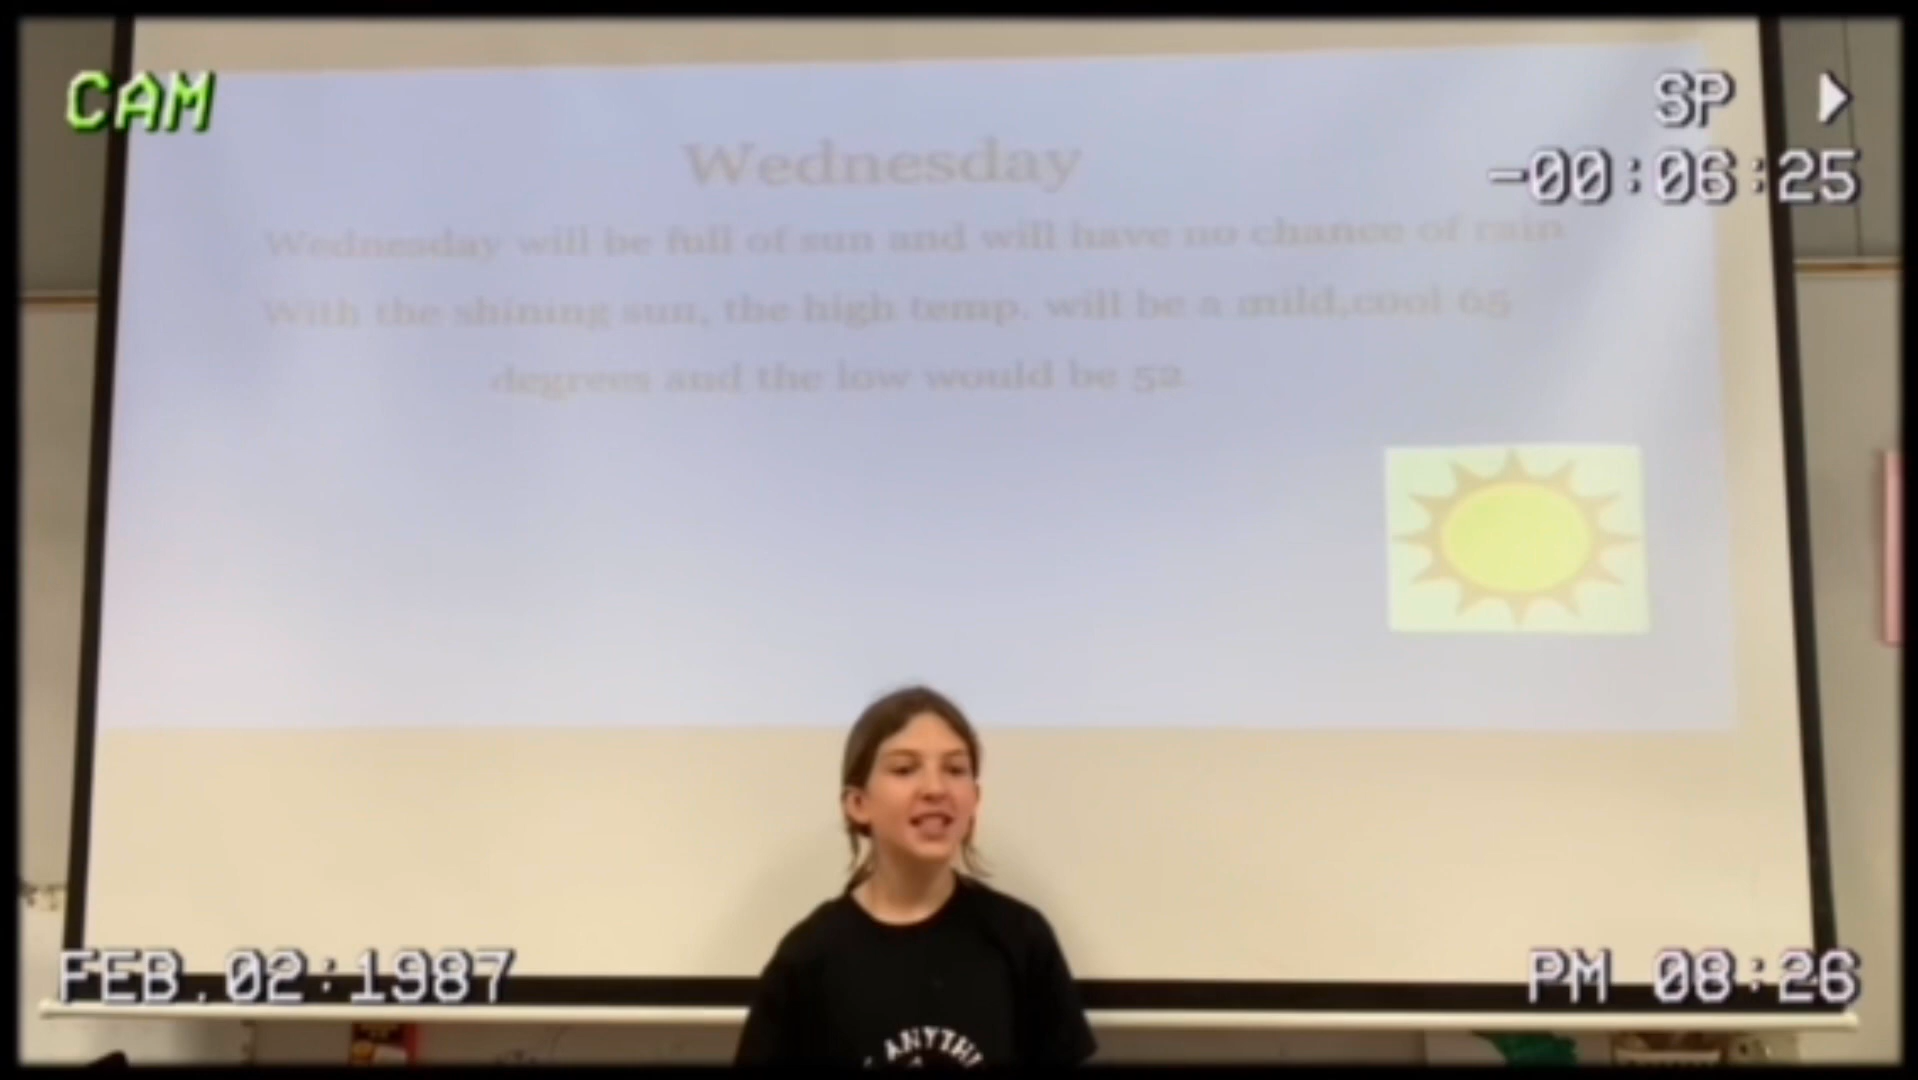 CAM
SP
-00:06:25
Wednesday
Wednesday will be full of sun and will have no chance of rain
With the shining sun, the high temp. will be a mild,cool 65
degrees and the low would be 52
FEB.02:1987
PM 08:26